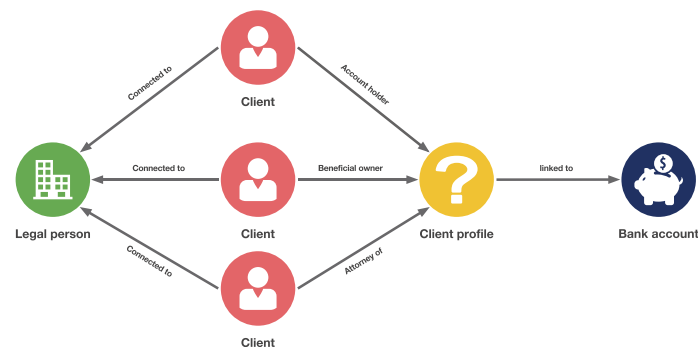 Client
Connected to
Account holder
Legal person
Connected to
Client
Beneficial owner
Client profile
linked to
Bank account
Connected to
Client
Attorney of